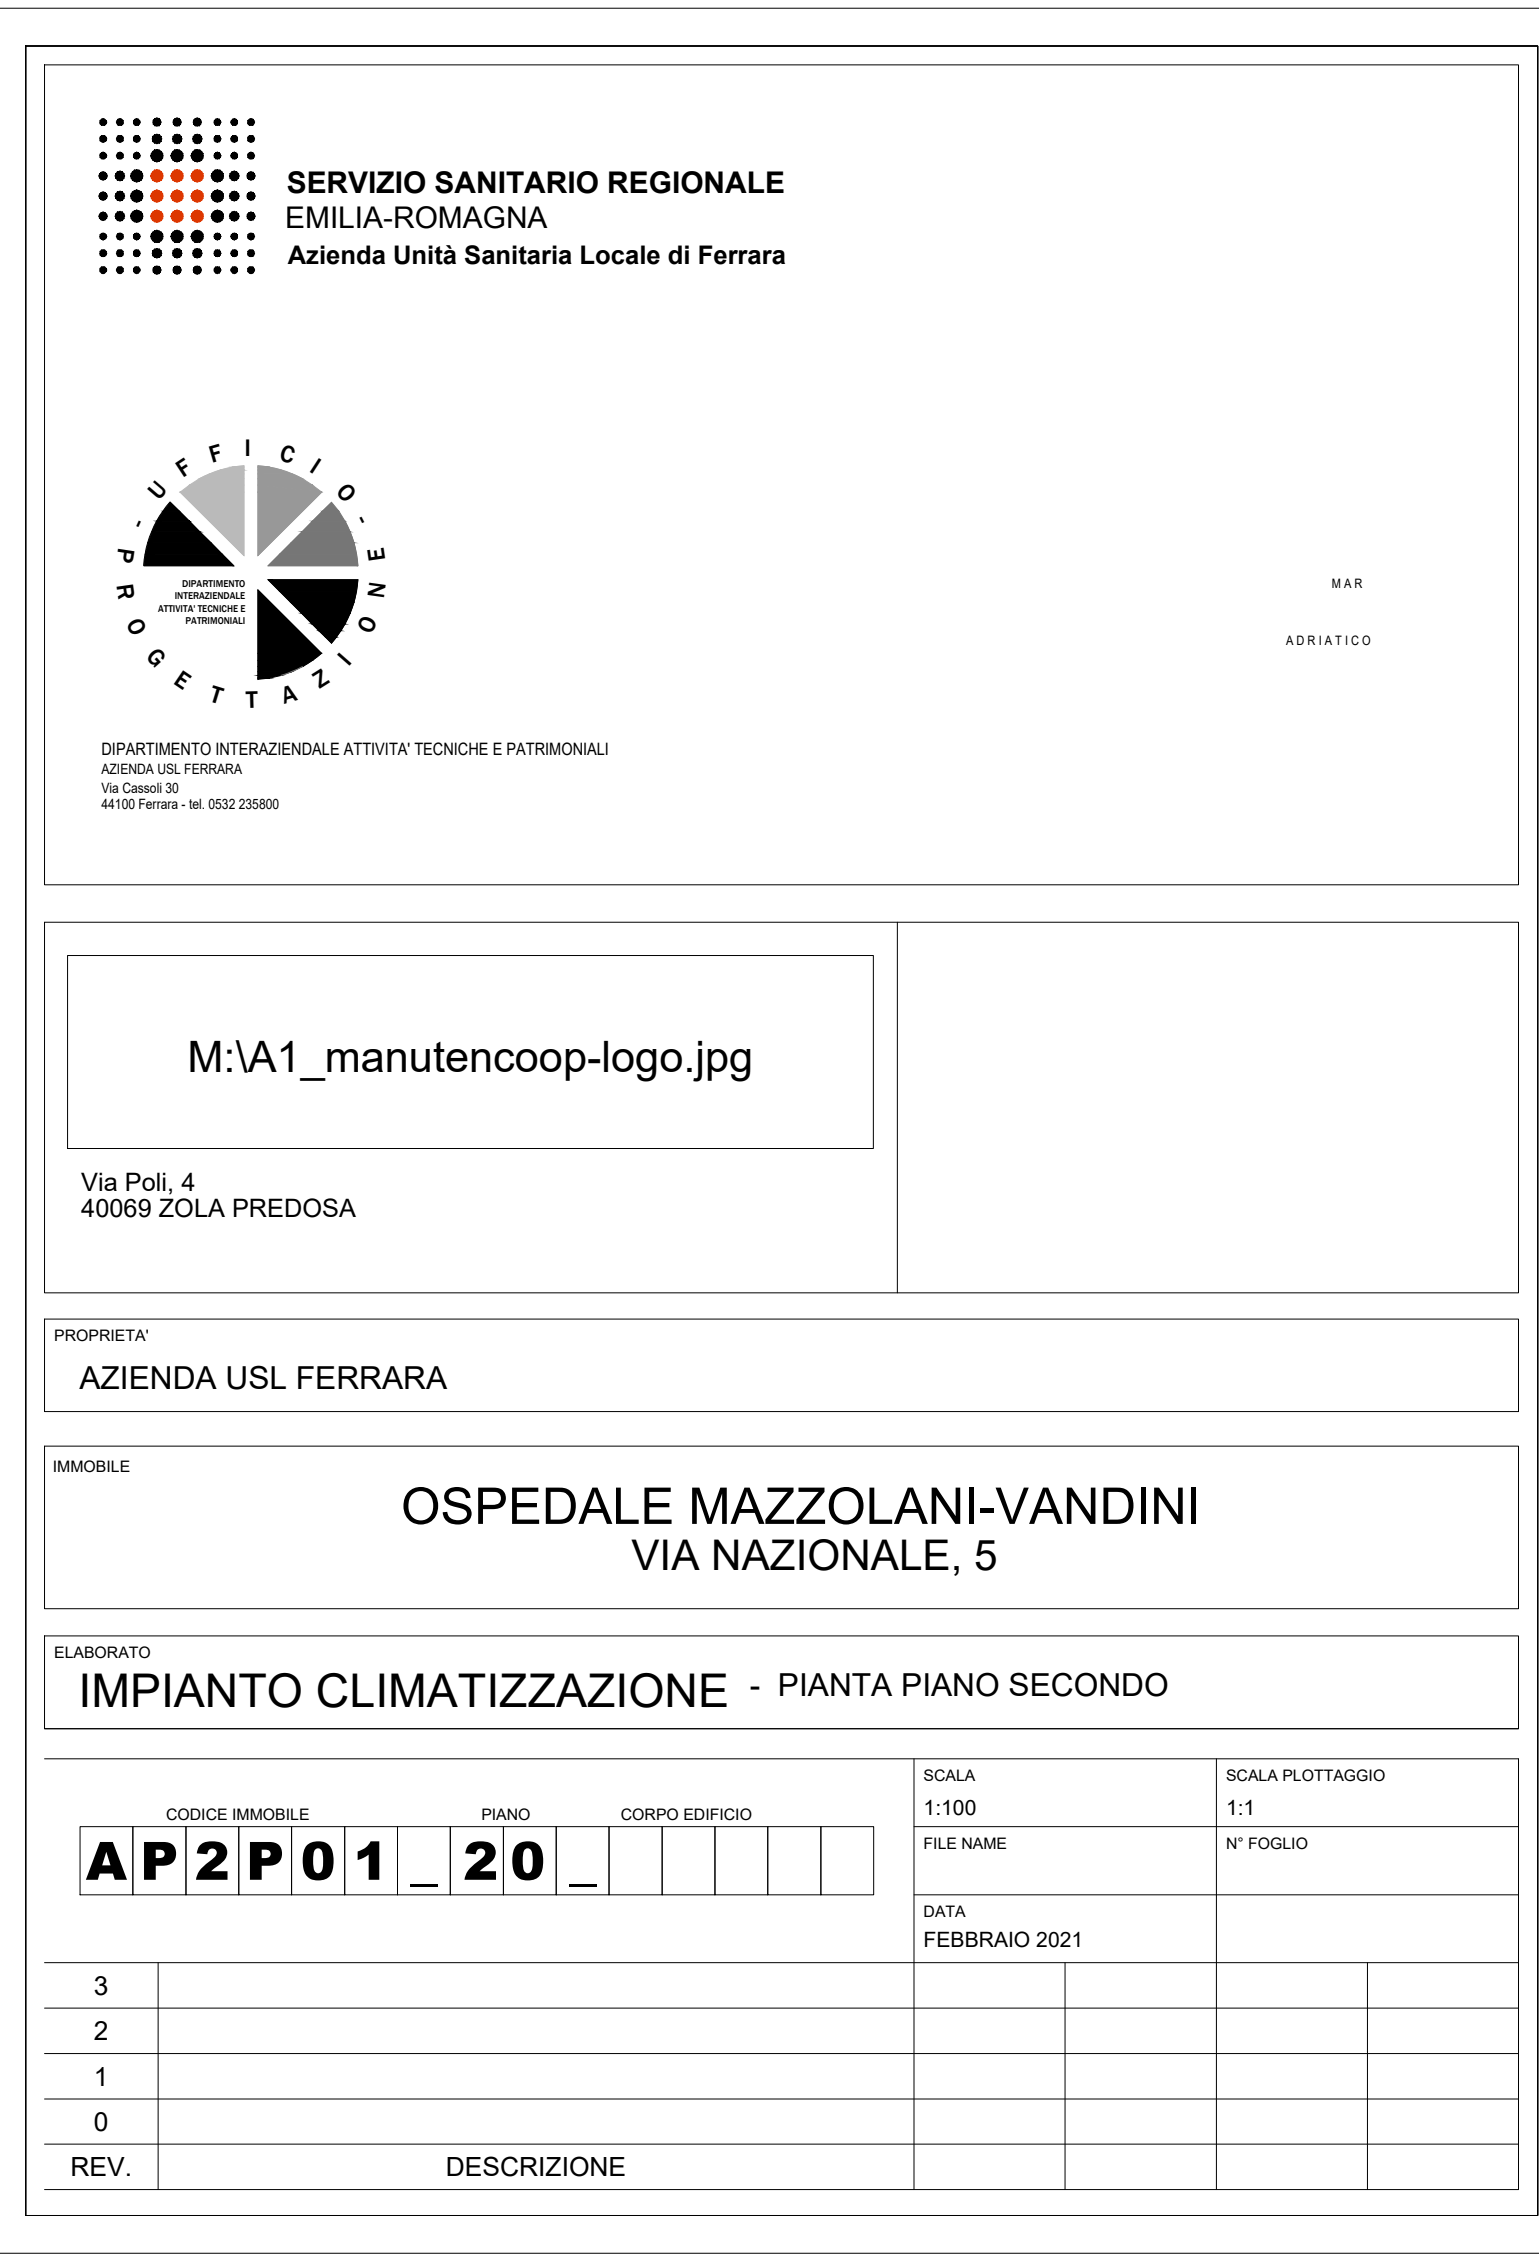 SERVIZIO SANITARIO REGIONALE
EMILIA-ROMAGNA
Azienda Unità Sanitaria Locale di Ferrara
UFFICIO-
PROGETTAZIONE-
DIPARTIMENTO
INTERAZIENDALE
ATTIVITA' TECNICHE E
PATRIMONIALI
MAR
ADRIATICO
DIPARTIMENTO INTERAZIENDALE ATTIVITA' TECNICHE E PATRIMONIALI
AZIENDA USL FERRARA
Via Cassoli 30
44100 Ferrara - tel. 0532 235800
M:\A1_manutencoop-logo.jpg
Via Poli, 4
40069 ZOLA PREDOSA
PROPRIETA'
AZIENDA USL FERRARA
IMMOBILE
OSPEDALE MAZZOLANI-VANDINI
VIA NAZIONALE, 5
ELABORATO
IMPIANTO CLIMATIZZAZIONE - PIANTA PIANO SECONDO
CODICE IMMOBILE PIANO CORPO EDIFICIO
AP2P01_20_
SCALA
1:100
SCALA PLOTTAGGIO
1:1
FILE NAME
N° FOGLIO
DATA
FEBBRAIO 2021
3
2
1
0
REV. DESCRIZIONE